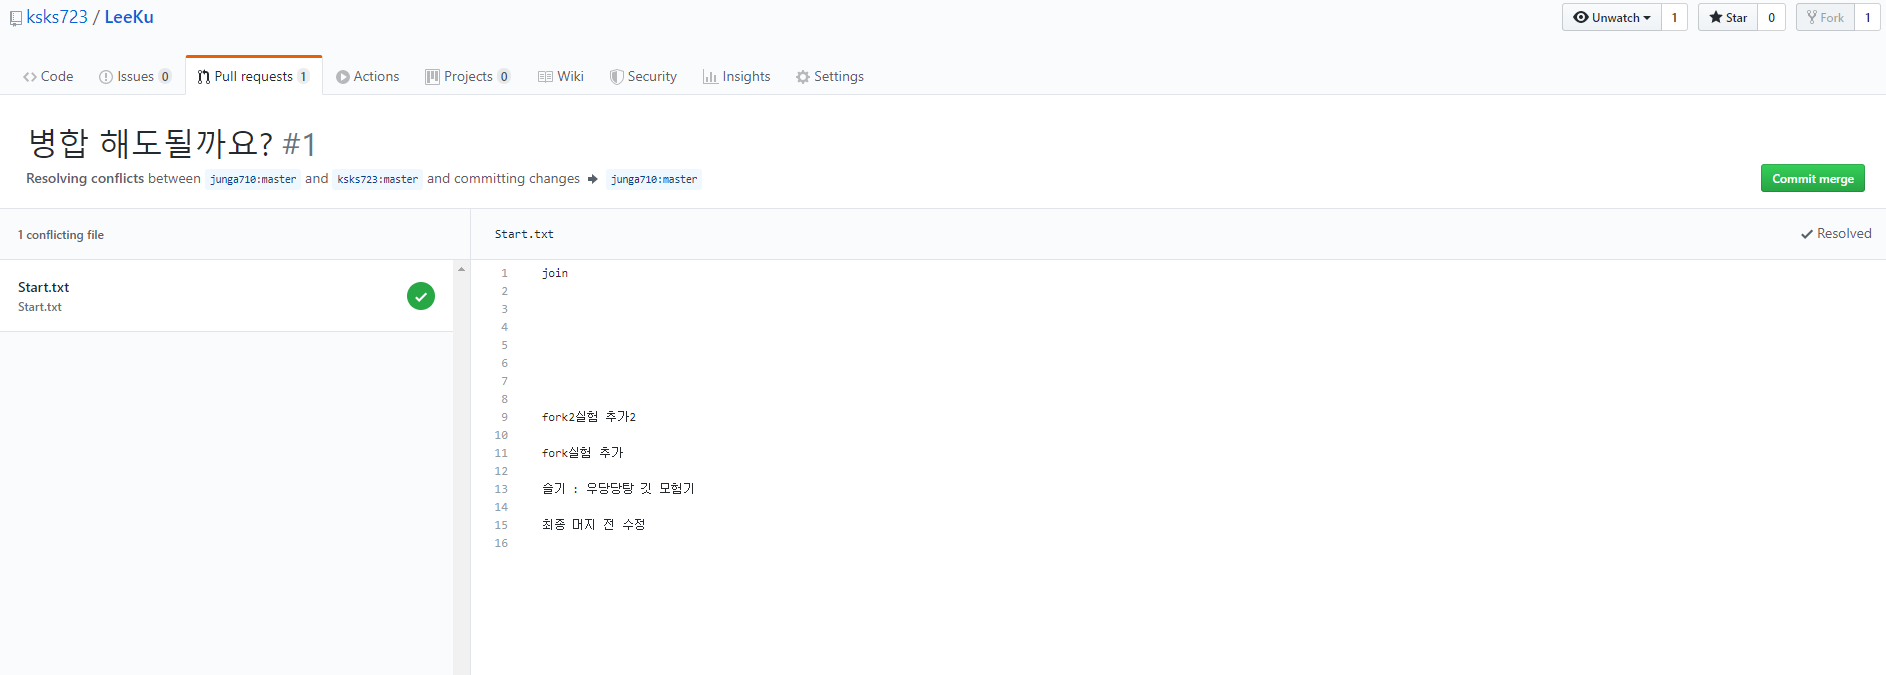 ksks723 / LeeKu
Unwatch 1 Star 0 Fork 1
Code Issues 0 Pull requests 1 Actions Projects 0 Wiki Security Insights Settings
병합 해도될까요? #1
Resolving conflicts between junga710:master and ksks723:master and committing changes junga710:master
Commit merge
1 conflicting file
Start.txt
Resolved
Start.txt
Start.txt
1 join
2
3
4
5
6
7
8
9 fork2실험 추가2
10
11 fork실험 추가
12
13 슬기 : 우당당탕 깃 모험기
14
15 최종 머지 전 수정
16